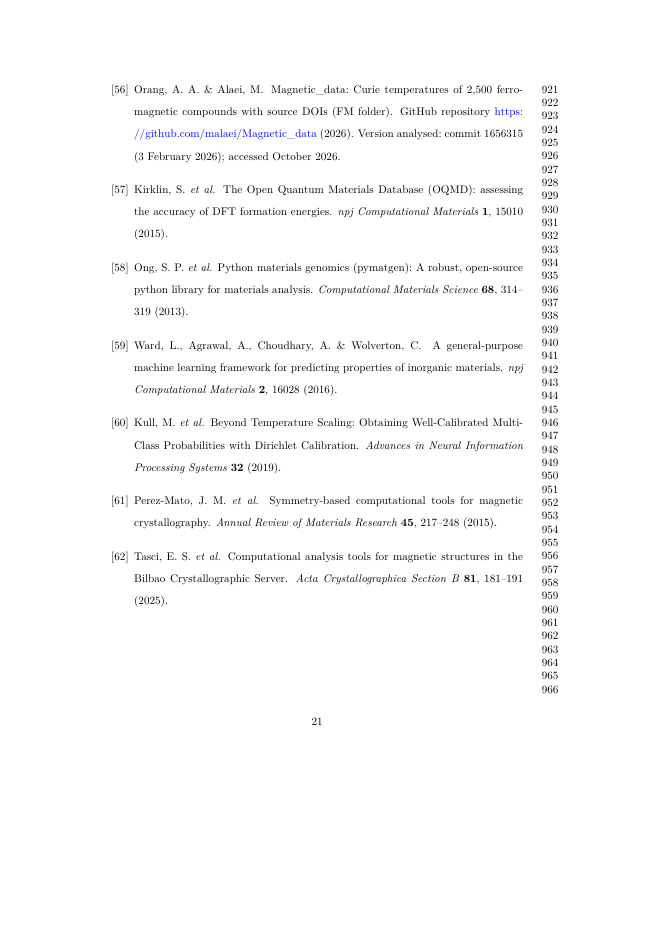 [56] Orang, A. A. & Alaei, M. Magnetic_data: Curie temperatures of 2,500 ferro-
magnetic compounds with source DOIs (FM folder). GitHub repository https:
//github.com/malaei/Magnetic_data (2026). Version analysed: commit 1656315
(3 February 2026); accessed October 2026.
[57] Kirklin, S. et al. The Open Quantum Materials Database (OQMD): assessing
the accuracy of DFT formation energies. npj Computational Materials 1, 15010
(2015).
[58] Ong, S. P. et al. Python materials genomics (pymatgen): A robust, open-source
python library for materials analysis. Computational Materials Science 68, 314–
319 (2013).
[59] Ward, L., Agrawal, A., Choudhary, A. & Wolverton, C. A general-purpose
machine learning framework for predicting properties of inorganic materials. npj
Computational Materials 2, 16028 (2016).
[60] Kull, M. et al. Beyond Temperature Scaling: Obtaining Well-Calibrated Multi-
Class Probabilities with Dirichlet Calibration. Advances in Neural Information
Processing Systems 32 (2019).
[61] Perez-Mato, J. M. et al. Symmetry-based computational tools for magnetic
crystallography. Annual Review of Materials Research 45, 217–248 (2015).
[62] Tasci, E. S. et al. Computational analysis tools for magnetic structures in the
Bilbao Crystallographic Server. Acta Crystallographica Section B 81, 181–191
(2025).
921
922
923
924
925
926
927
928
929
930
931
932
933
934
935
936
937
938
939
940
941
942
943
944
945
946
947
948
949
950
951
952
953
954
955
956
957
958
959
960
961
962
963
964
965
966
21